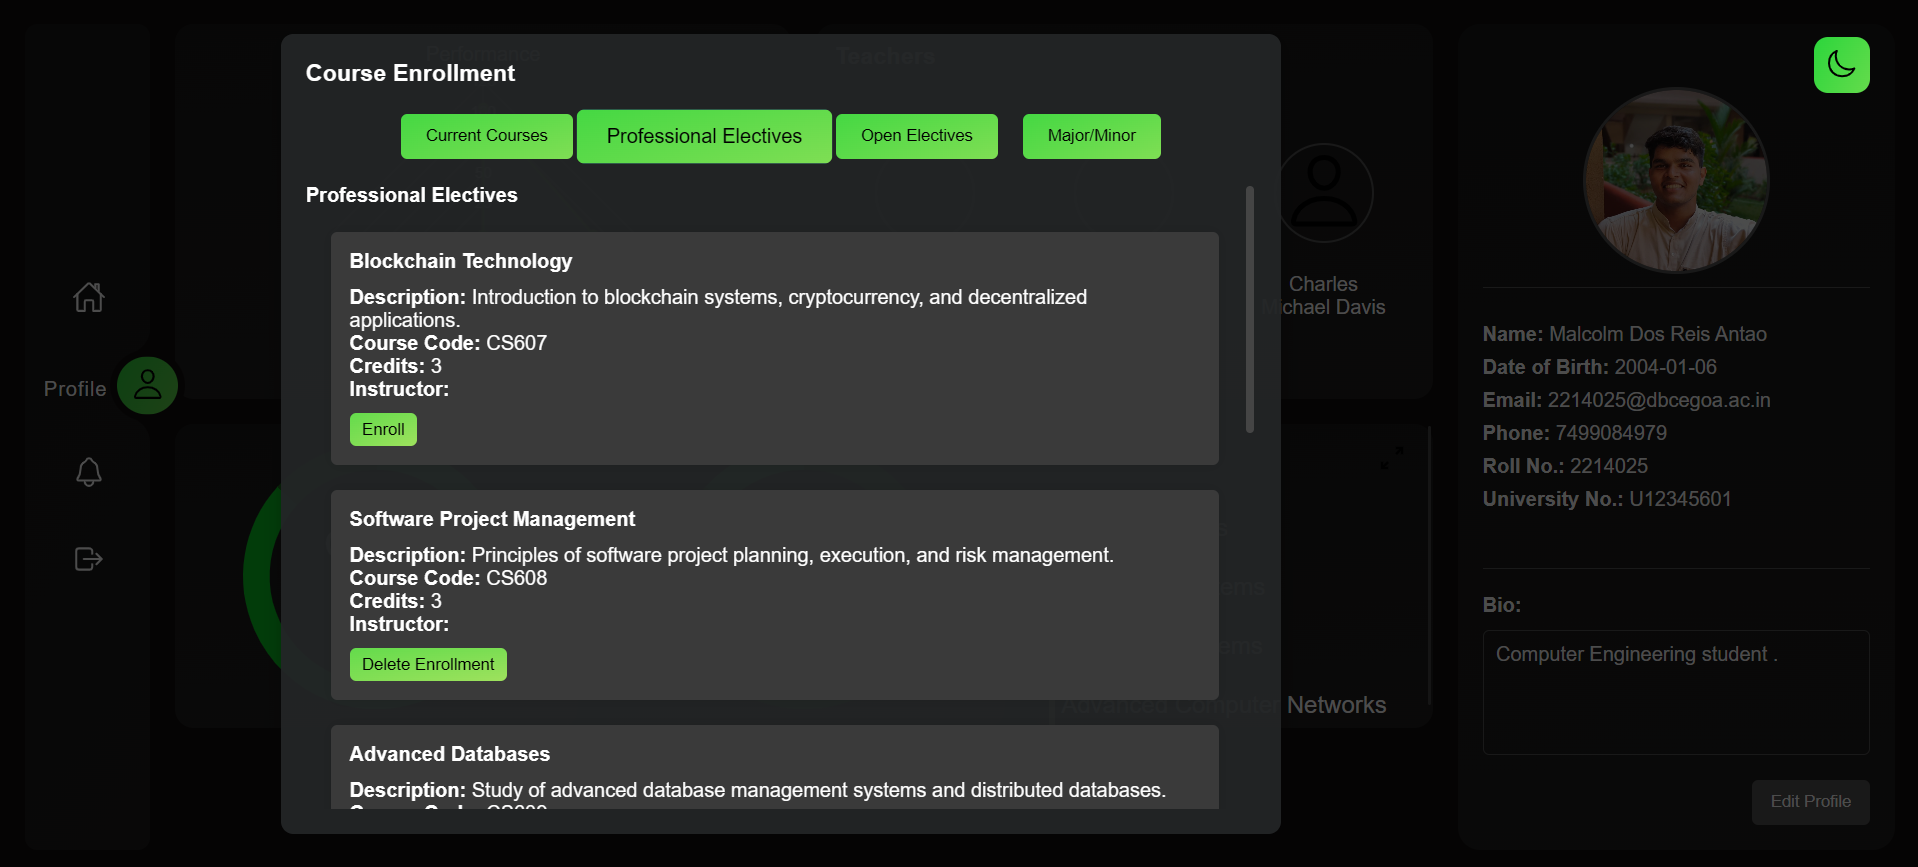 Performance
Teachers
Course Enrollment
Current Courses
Professional Electives
Open Electives
Major/Minor
Professional Electives
Blockchain Technology
Description: Introduction to blockchain systems, cryptocurrency, and decentralized
applications.
Course Code: CS607
Credits: 3
Instructor:
Enroll
Software Project Management
Description: Principles of software project planning, execution, and risk management.
Course Code: CS608
Credits: 3
Instructor:
Delete Enrollment
Advanced Databases
Description: Study of advanced database management systems and distributed databases.
Profile
Charles
Michael Davis
Advanced Computer Networks
Name: Malcolm Dos Reis Antao
Date of Birth: 2004-01-06
Email: 2214025@dbcegoa.ac.in
Phone: 7499084979
Roll No.: 2214025
University No.: U12345601
Bio:
Computer Engineering student .
Edit Profile